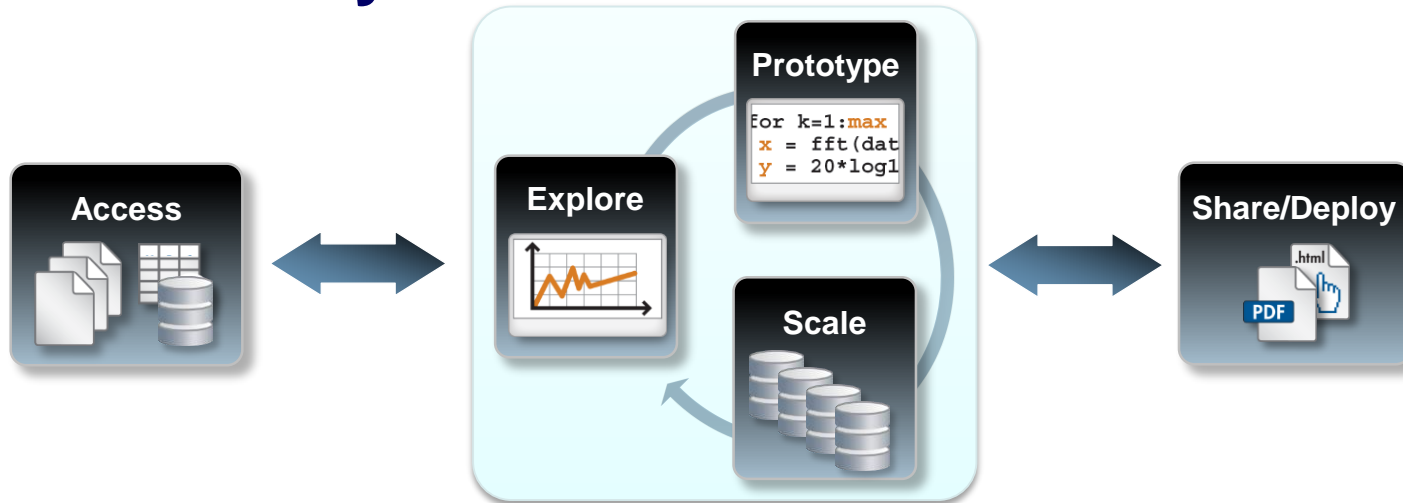 Access
Explore
Prototype
for k=1:max
x = fft(dat
y = 20*log1
Scale
Share/Deploy
.html
PDF